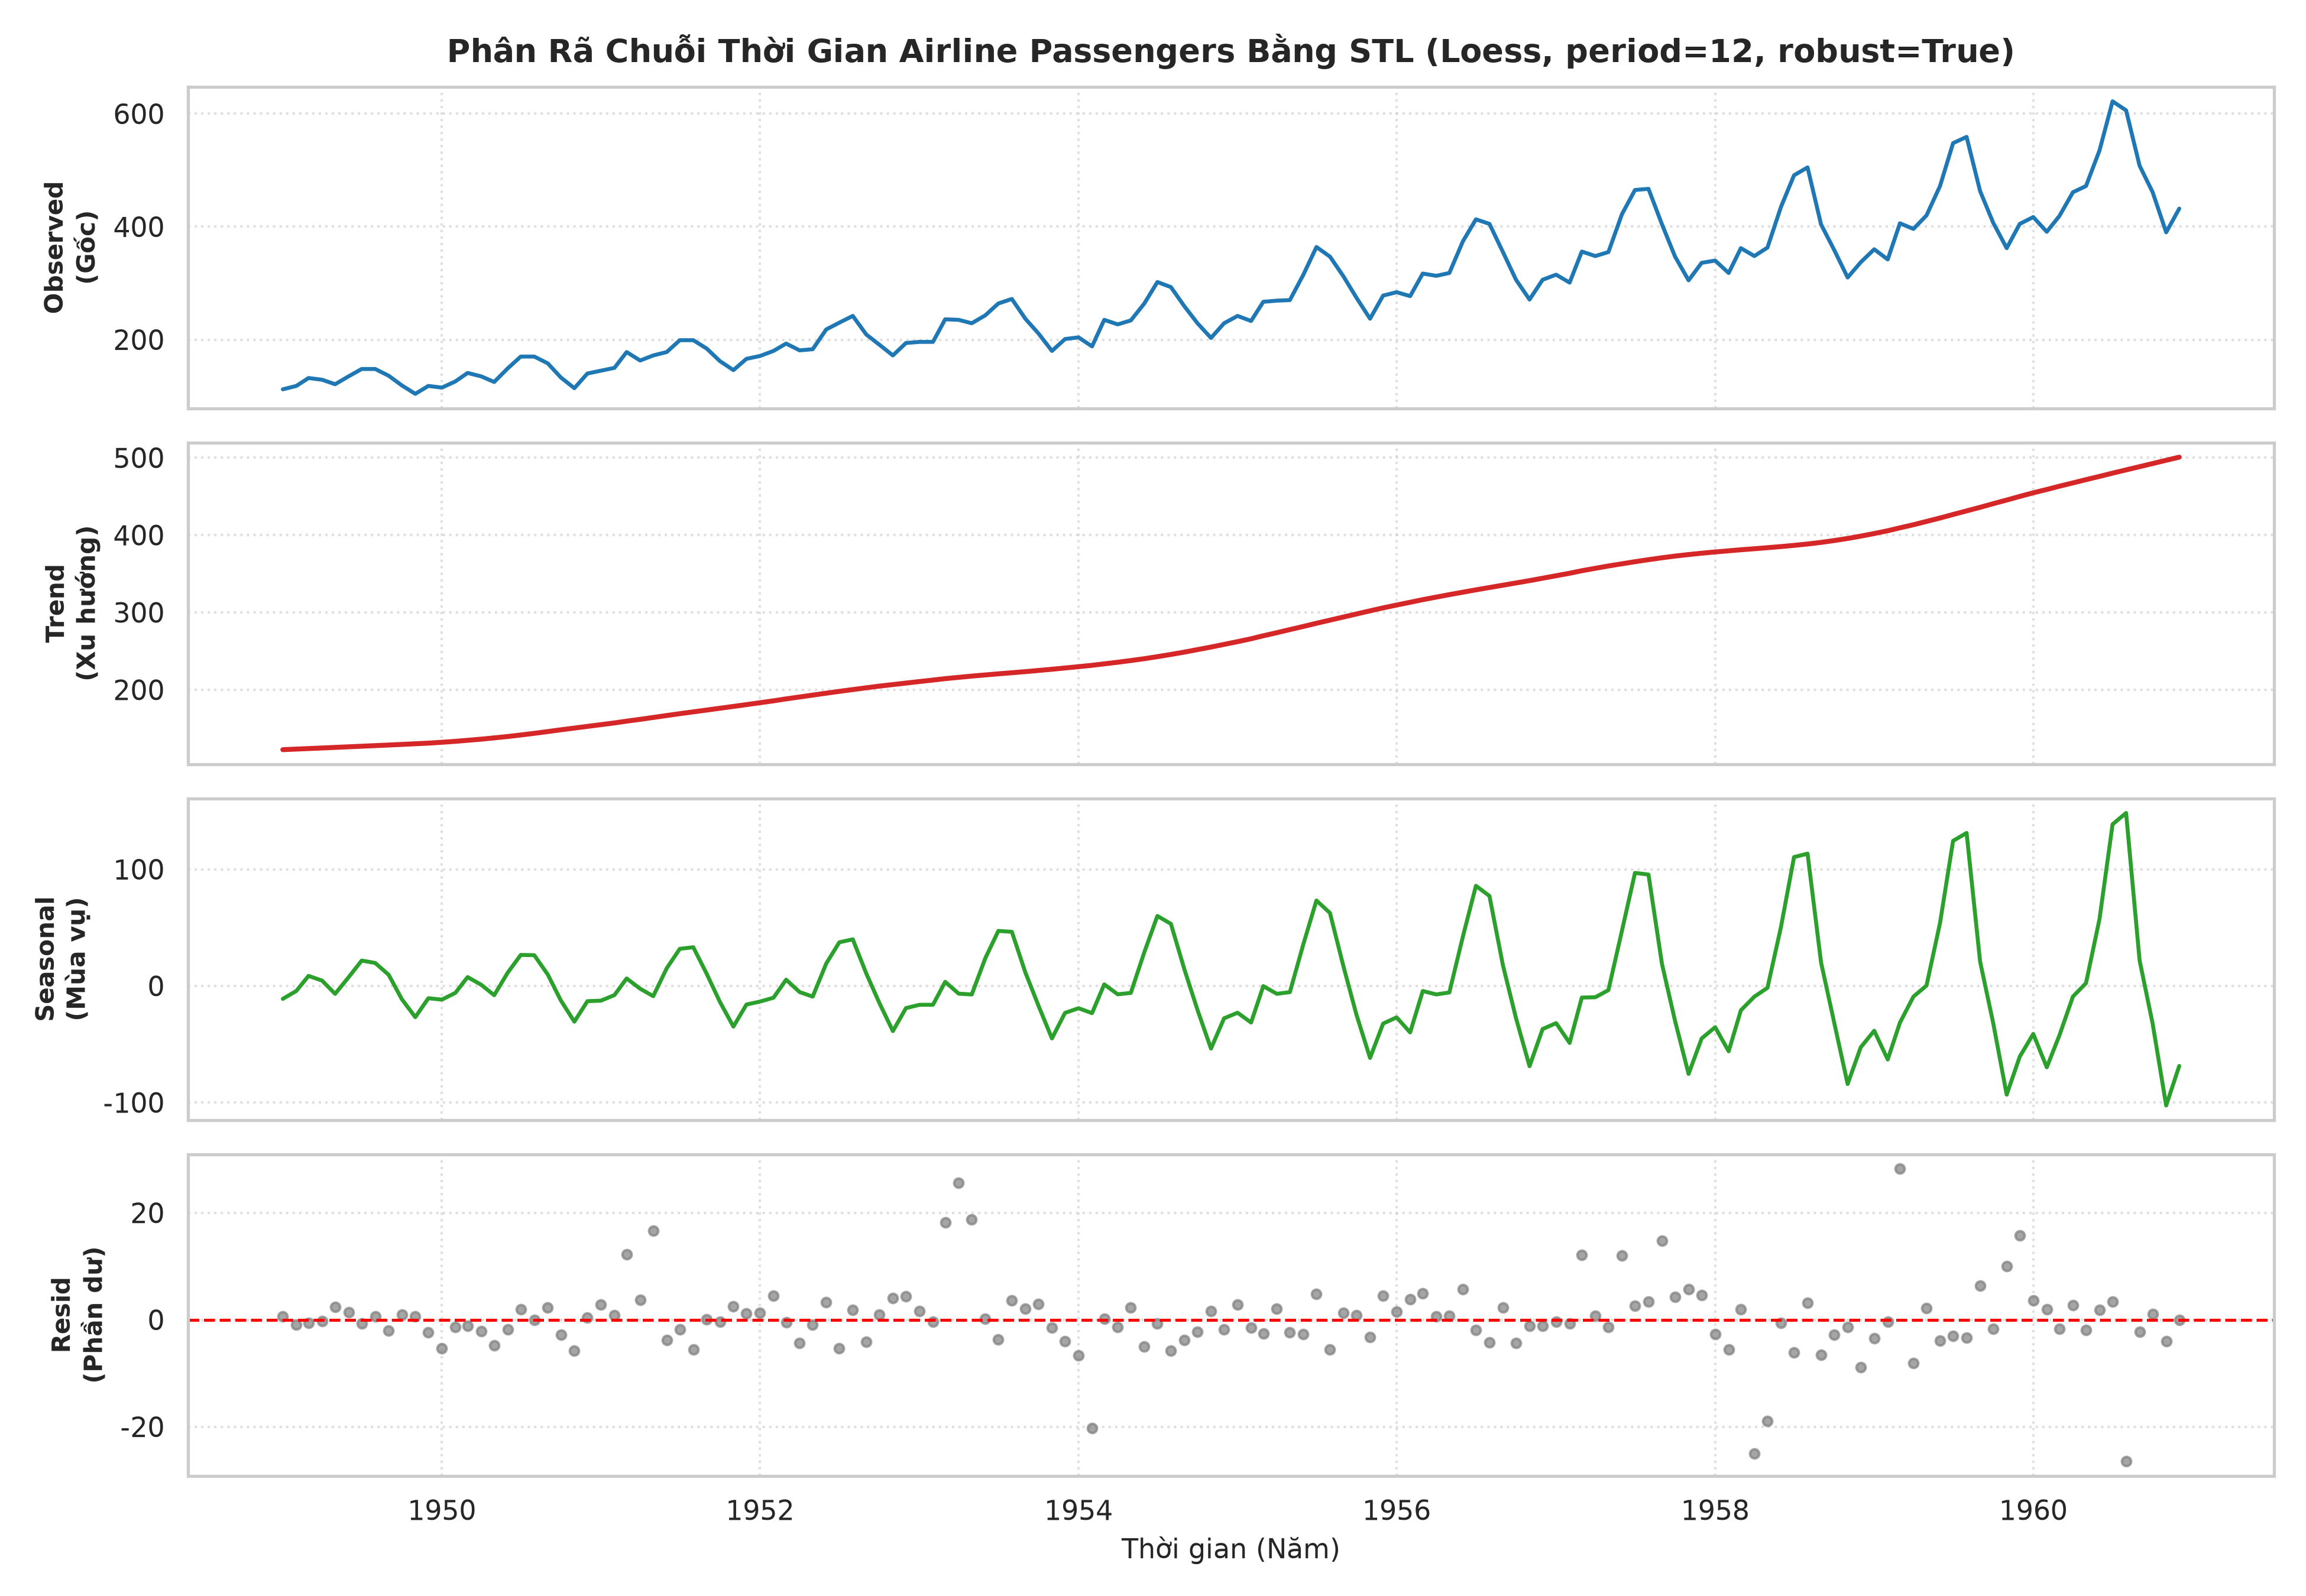 Phân Rã Chuỗi Thời Gian Airline Passengers Bằng STL (Loess, period=12, robust=True)
Observed
(Gốc)
600
400
200
Trend
(Xu hướng)
500
400
300
200
Seasonal
(Mùa vụ)
100
0
-100
Resid
(Phần dư)
20
0
-20
1950
1952
1954
1956
1958
1960
Thời gian (Năm)